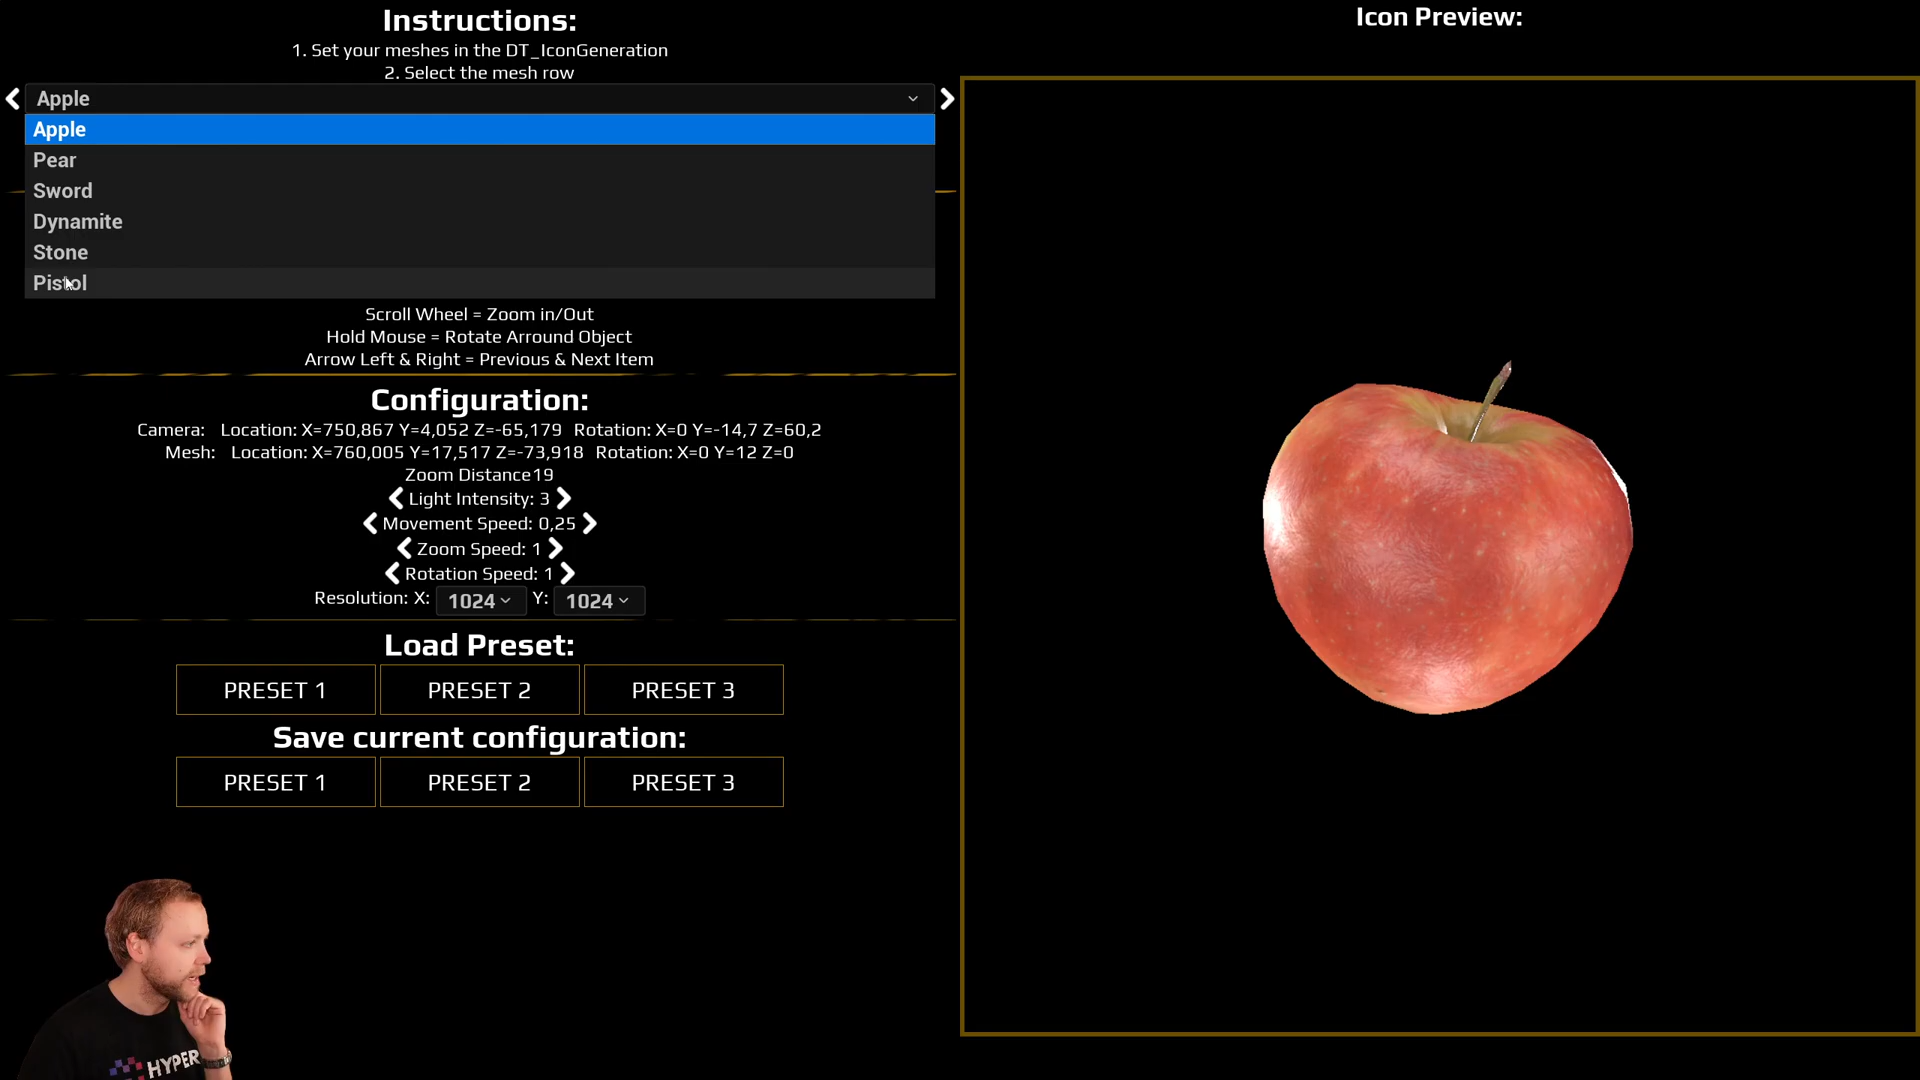 Instructions:
1. Set your meshes in the DT_IconGeneration
2. Select the mesh row
Apple
Apple
Pear
Sword
Dynamite
Stone
Pistol
Scroll Wheel = Zoom in/Out
Hold Mouse = Rotate Arround Object
Arrow Left & Right = Previous & Next Item
Configuration:
Camera: Location: X=750,867 Y=4,052 Z=-65,179 Rotation: X=0 Y=-14,7 Z=60,2
Mesh: Location: X=760,005 Y=17,517 Z=-73,918 Rotation: X=0 Y=12 Z=0
Zoom Distance19
Light Intensity: 3
Movement Speed: 0,25
Zoom Speed: 1
Rotation Speed: 1
Resolution: X: 1024 Y: 1024
Load Preset:
PRESET 1 PRESET 2 PRESET 3
Save current configuration:
PRESET 1 PRESET 2 PRESET 3
HYPER
Icon Preview: